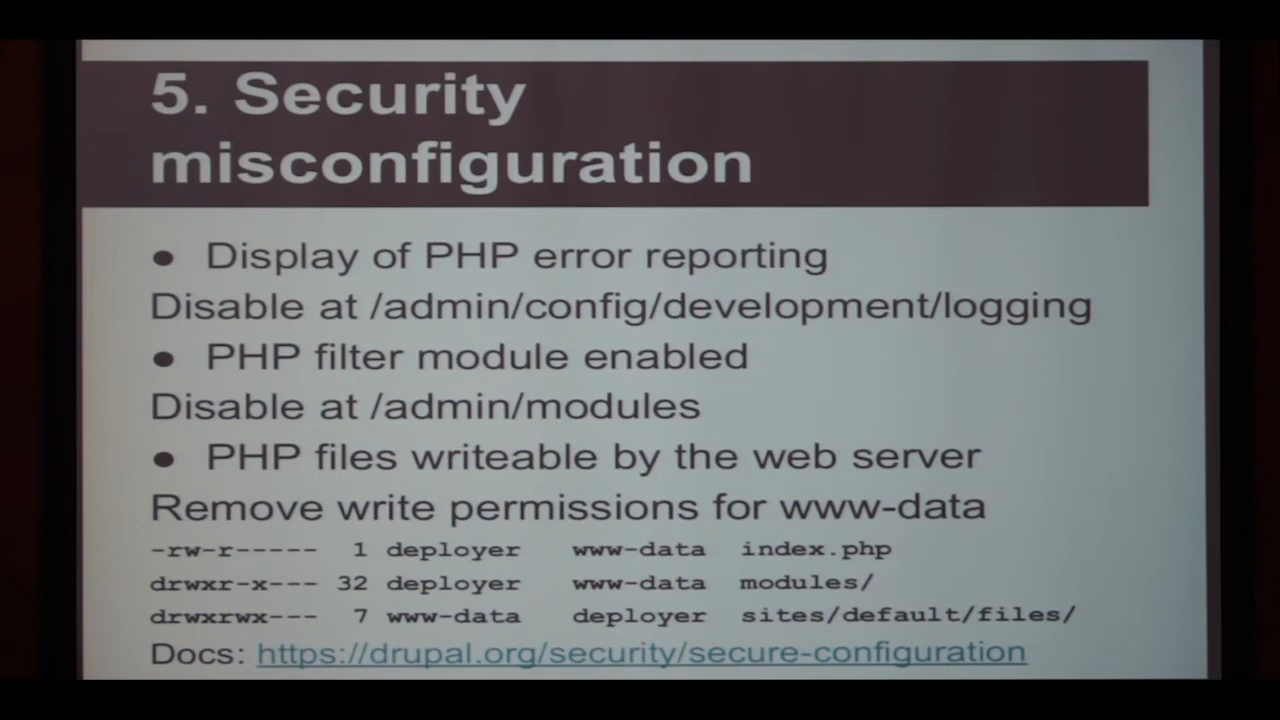 5. Security
misconfiguration
● Display of PHP error reporting
Disable at /admin/config/development/logging
● PHP filter module enabled
Disable at /admin/modules
● PHP files writeable by the web server
Remove write permissions for www-data
-rw-r----- 1 deployer www-data index.php
drwxr-x--- 32 deployer www-data modules/
drwxrwx--- 7 www-data deployer sites/default/files/
Docs: https://drupal.org/security/secure-configuration